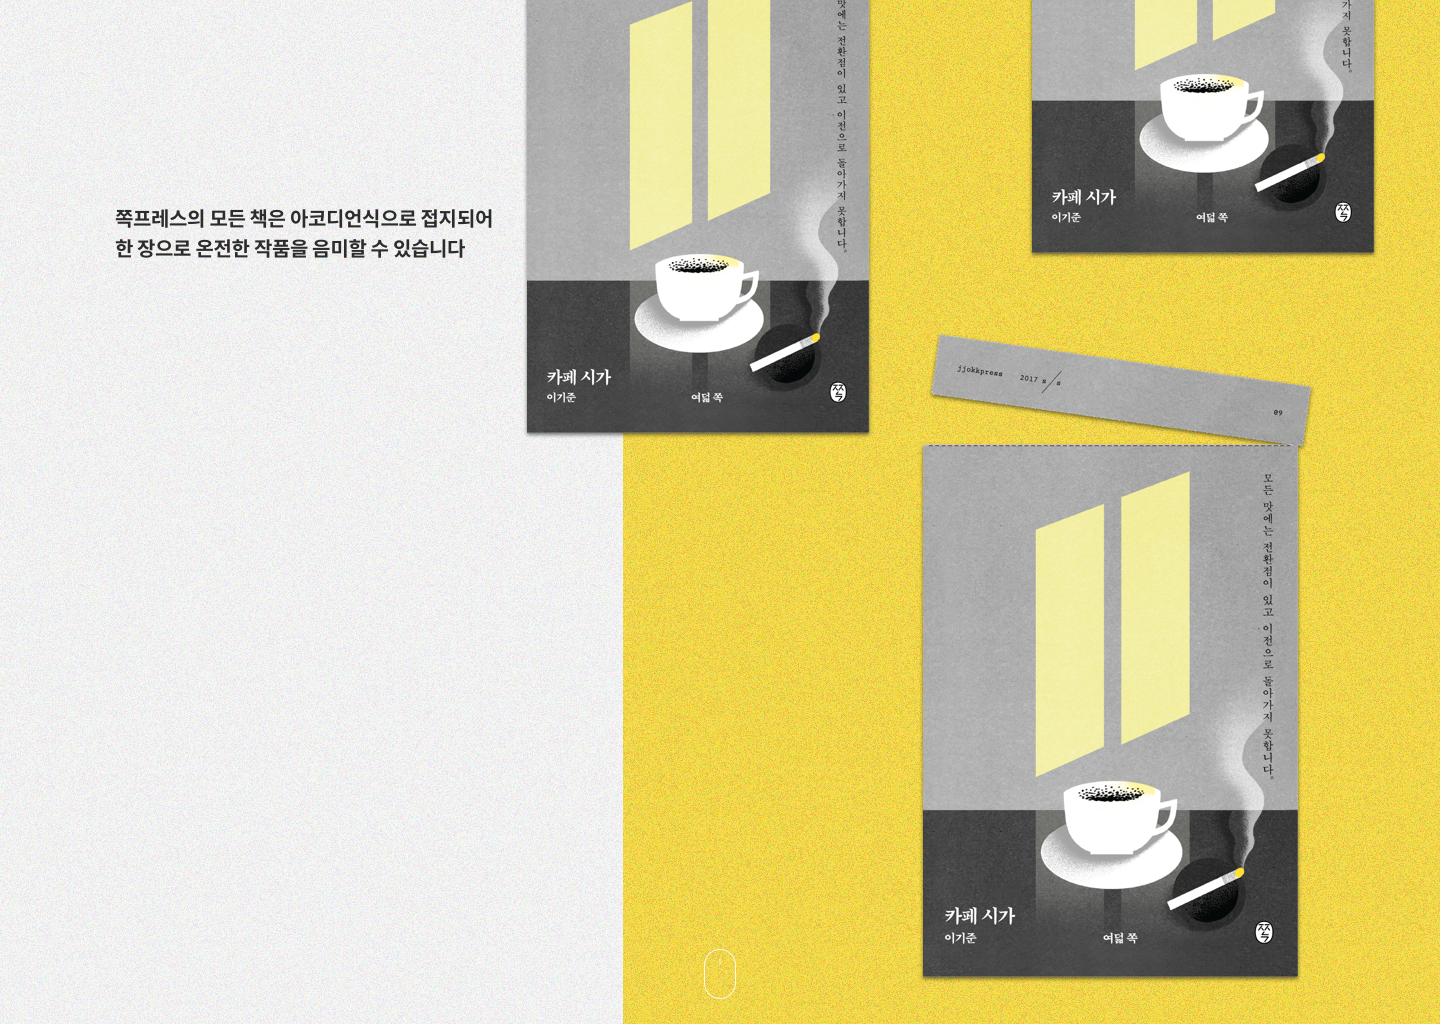 쪽프레스의 모든 책은 아코디언식으로 접지되어
한 장으로 온전한 작품을 음미할 수 있습니다
맛에는 전환점이 있고 이전으로 돌아가지 못합니다.
카페 시가
이기준
여덟 쪽
쪽
가지 못합니다.
카페 시가
이기준
여덟 쪽
쪽
jjokkpress 2017 s/s
09
모든 맛에는 전환점이 있고 이전으로 돌아가지 못합니다.
카페 시가
이기준
여덟 쪽
쪽